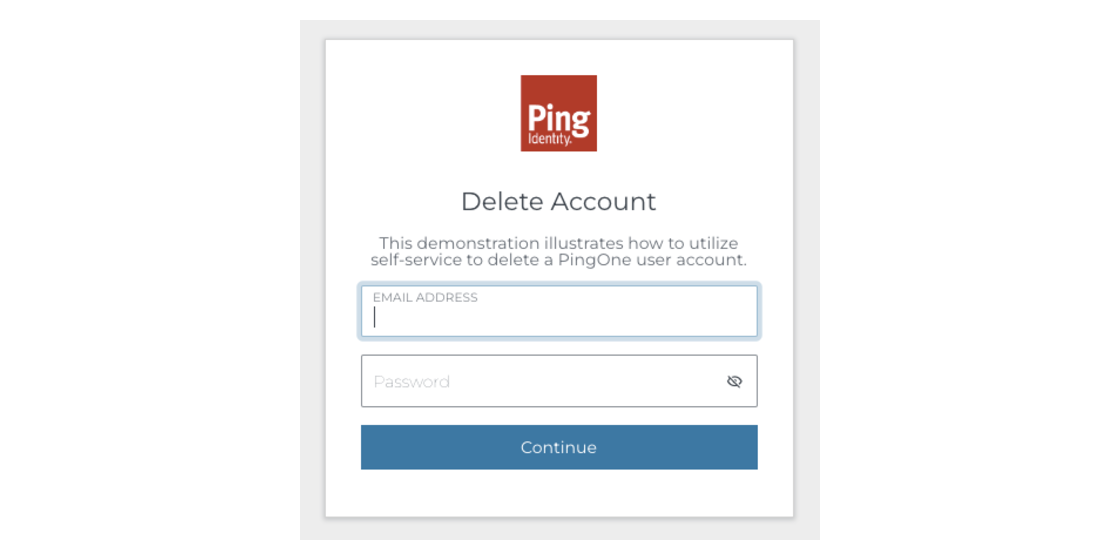 Ping
Identity.
Delete Account
This demonstration illustrates how to utilize
self-service to delete a PingOne user account.
EMAIL ADDRESS
Password
Continue